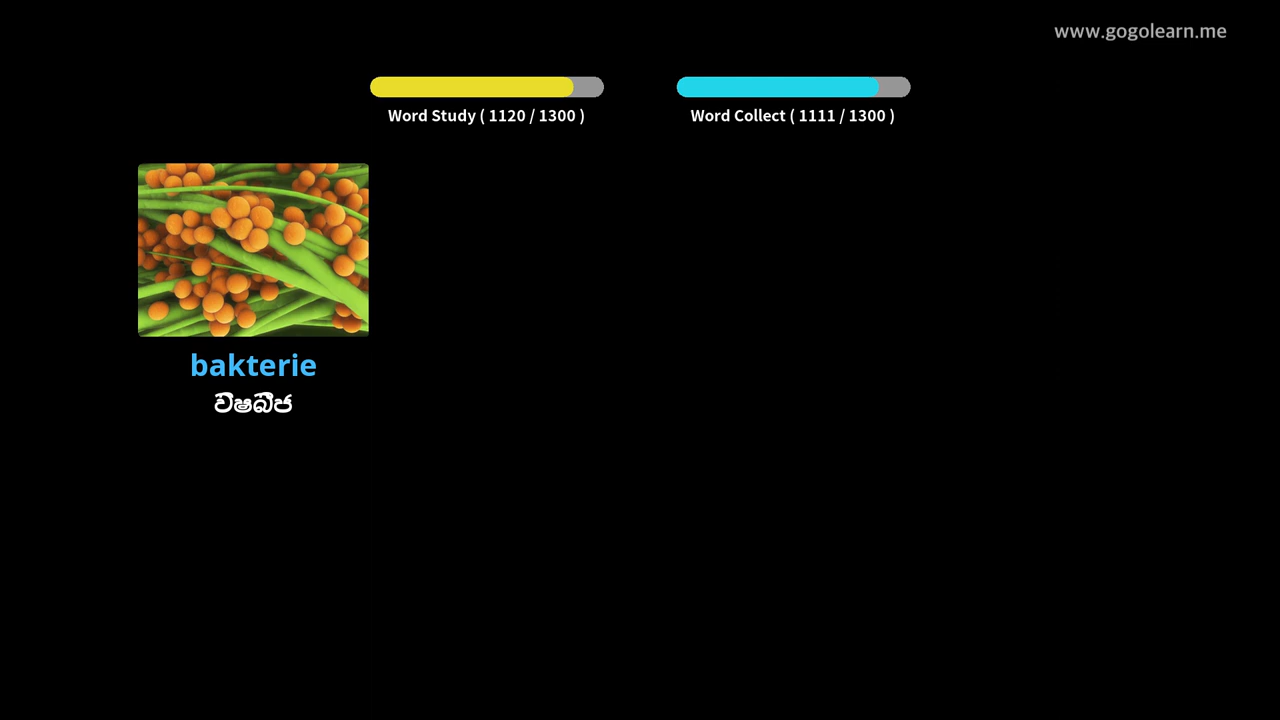 www.gogolearn.me
Word Study ( 1120 / 1300 )
Word Collect ( 1111 / 1300 )
bakterie
විෂබීජ